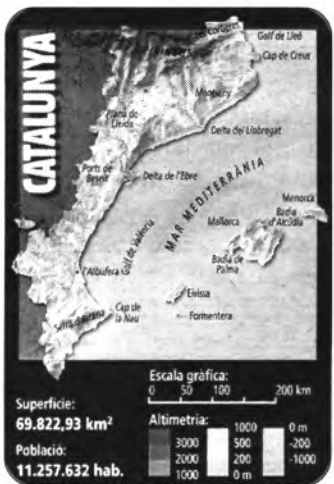 CATALUNYA
Golf de Lleó
Cap de Creus
Montseny
Plana de
Lleida
Delta del Llobregat
Ports de
Beseit
Delta de l'Ebre
MAR MEDITERRÀNIA
Menorca
Mallorca
Badia
d'Alcúdia
Golf de València
Badia de
Palma
l'Albufera
Eivissa
Cap de
la Nau
Formentera
Escala gràfica:
0 50 100 200 km
Superfície:
69.822,93 km²
Població:
11.257.632 hab.
Altimetria:
1000 0 m
3000 500 -200
2000 200 -1000
1000 0 m